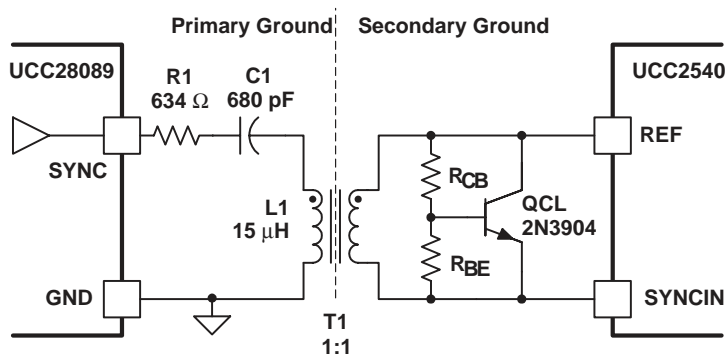 Primary Ground
Secondary Ground
UCC28089
UCC2540
R1
634 Ω
C1
680 pF
SYNC
REF
L1
15 μH
RCB
QCL
2N3904
RBE
GND
SYNCIN
T1
1:1